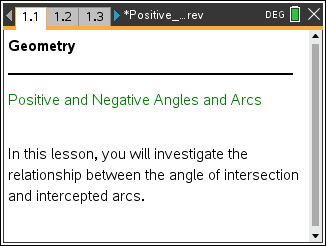 1.1 1.2 1.3 *Positive_...rev DEG
Geometry
Positive and Negative Angles and Arcs
In this lesson, you will investigate the
relationship between the angle of intersection
and intercepted arcs.